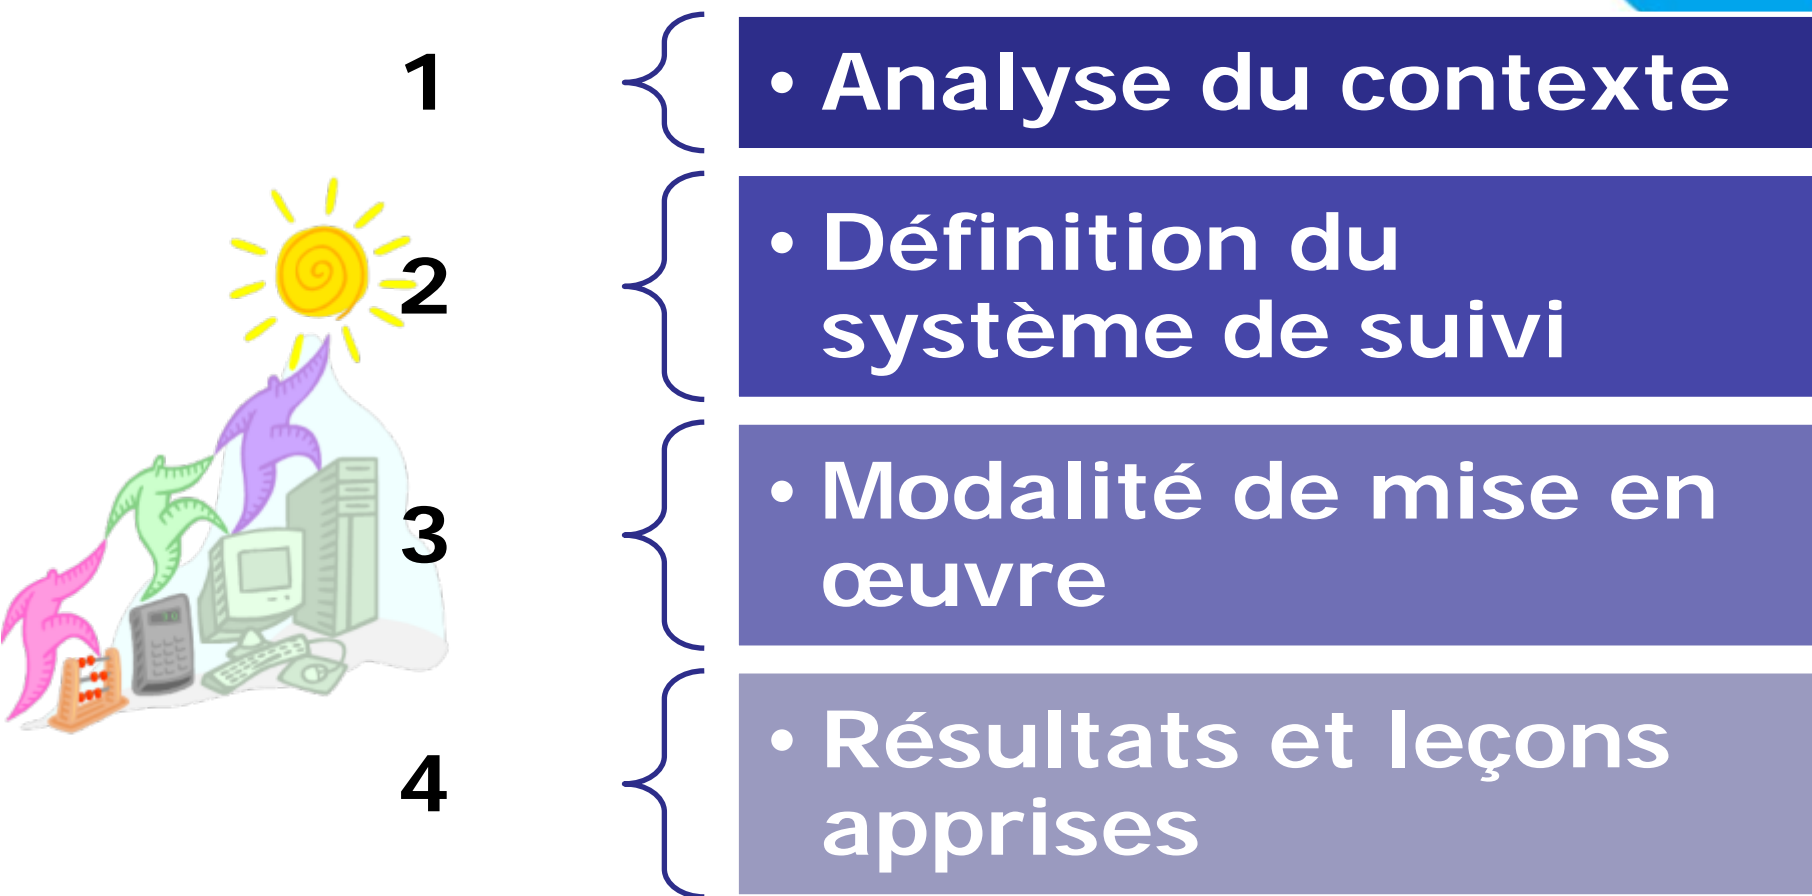 1
• Analyse du contexte
2
• Définition du
système de suivi
3
• Modalité de mise en
œuvre
4
• Résultats et leçons
apprises